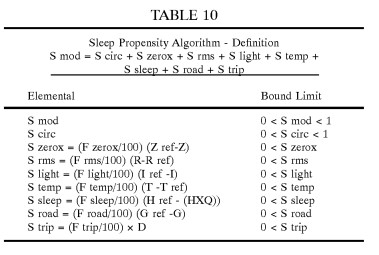 TABLE 10
Sleep Propensity Algorithm - Definition
S mod = S circ + S zerox + S rms + S light + S temp +
S sleep + S road + S trip
Elemental Bound Limit
S mod 0 < S mod < 1
S circ 0 < S circ < 1
S zerox = (F zerox/100) (Z ref-Z) 0 < S zerox
S rms = (F rms/100) (R-R ref) 0 < S rms
S light = (F light/100) (I ref -I) 0 < S light
S temp = (F temp/100) (T -T ref) 0 < S temp
S sleep = (F sleep/100) (H ref - (HXQ)) 0 < S sleep
S road = (F road/100) (G ref -G) 0 < S road
S trip = (F trip/100) × D 0 < S trip